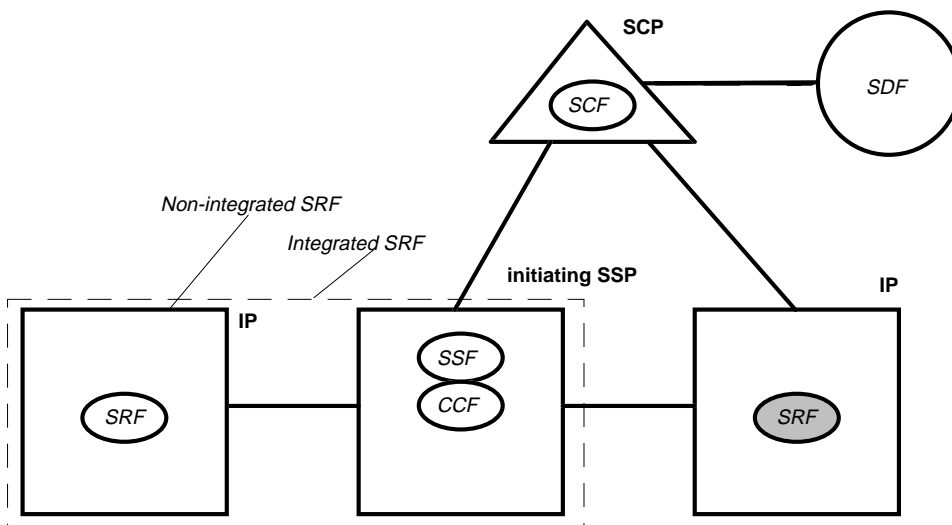 SCP
SCF
SDF
Non-integrated SRF
Integrated SRF
initiating SSP
IP
IP
SSF
SRF
CCF
SRF